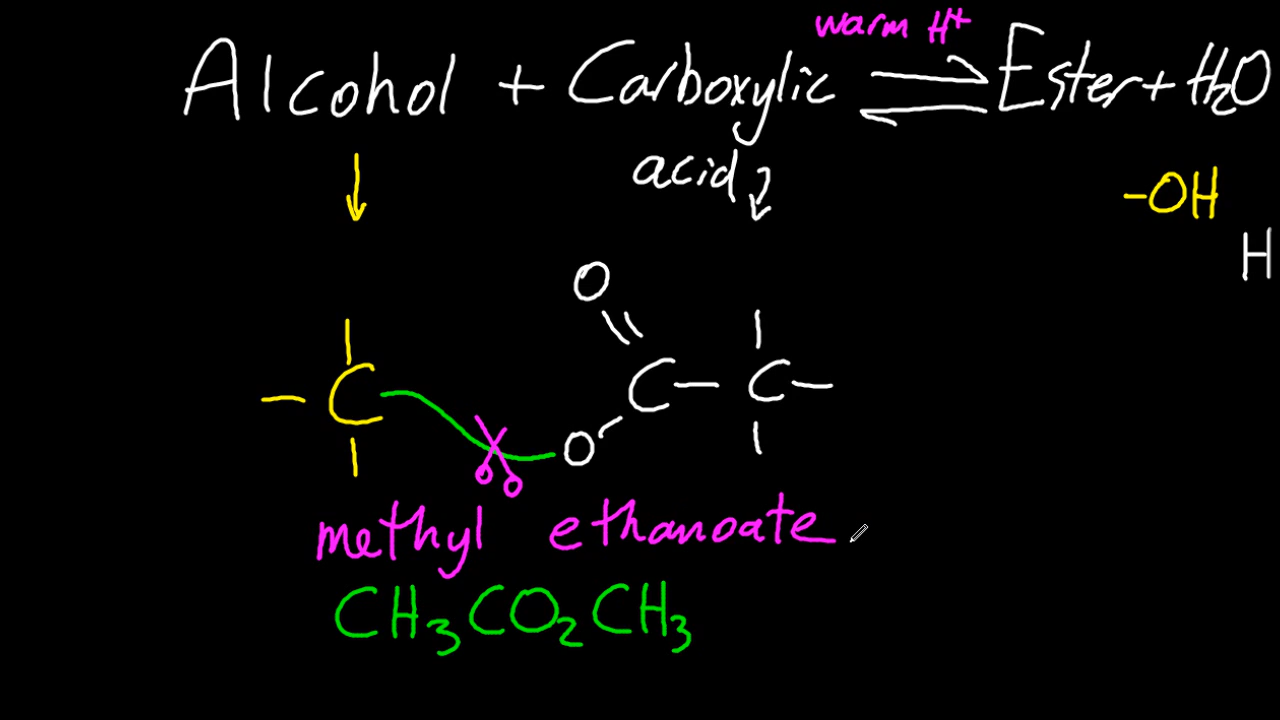 warm H⁺
Alcohol + Carboxylic ⇌ Ester + H₂O
acid
-OH
H
O
C C - C
O
methyl ethanoate
CH₃CO₂CH₃